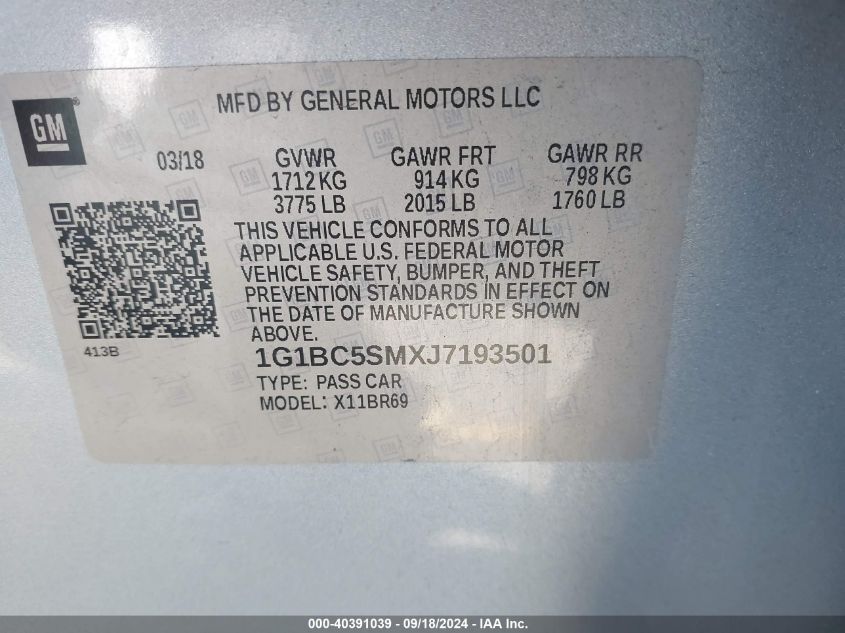 GM®
MFD BY GENERAL MOTORS LLC
03/18
GVWR GAWR FRT GAWR RR
1712 KG 914 KG 798 KG
3775 LB 2015 LB 1760 LB
THIS VEHICLE CONFORMS TO ALL
APPLICABLE U.S. FEDERAL MOTOR
VEHICLE SAFETY, BUMPER, AND THEFT
PREVENTION STANDARDS IN EFFECT ON
THE DATE OF MANUFACTURE SHOWN
ABOVE.
413B
1G1BC5SMXJ7193501
TYPE: PASS CAR
MODEL: X11BR69
000-40391039 - 09/18/2024 - IAA Inc.